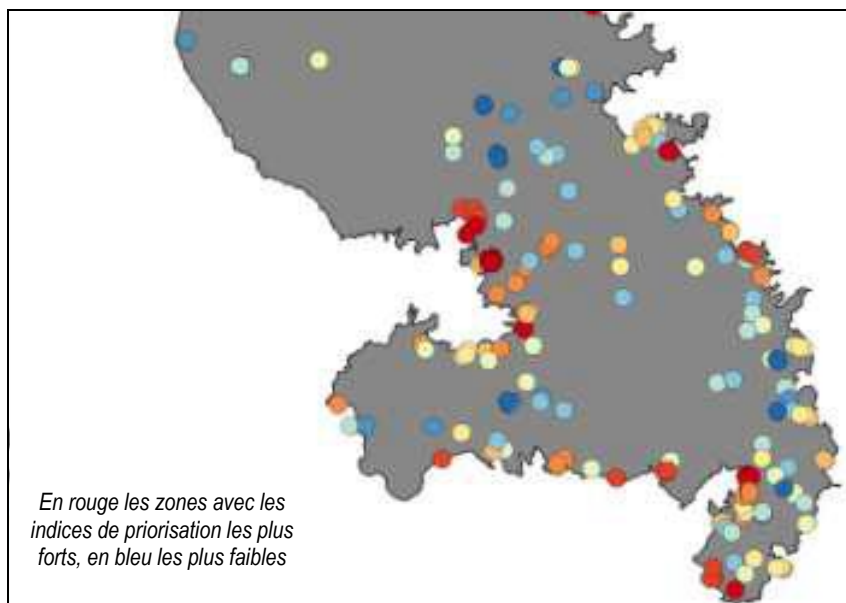 En rouge les zones avec les
indices de priorisation les plus
forts, en bleu les plus faibles